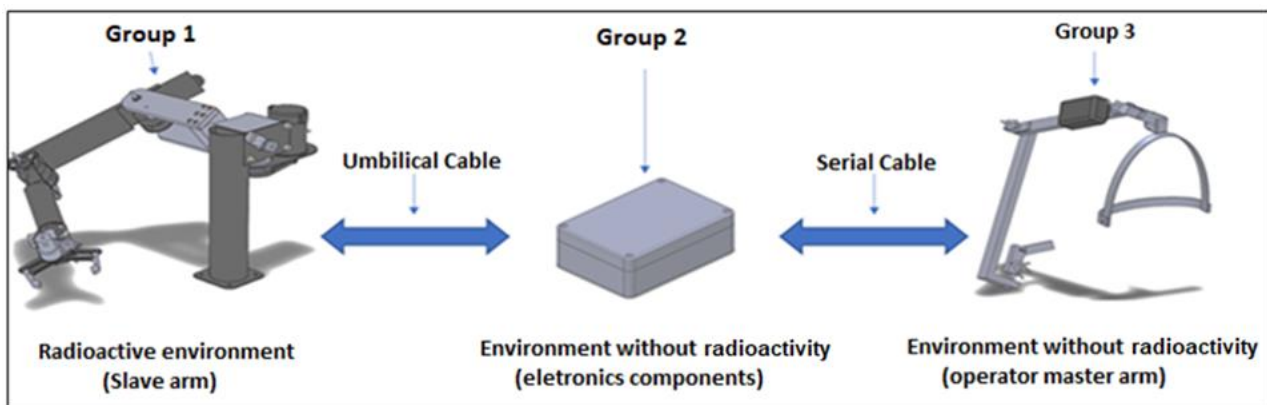 Group 1
Group 2
Group 3
Umbilical Cable
Serial Cable
Radioactive environment
(Slave arm)
Environment without radioactivity
(eletronics components)
Environment without radioactivity
(operator master arm)